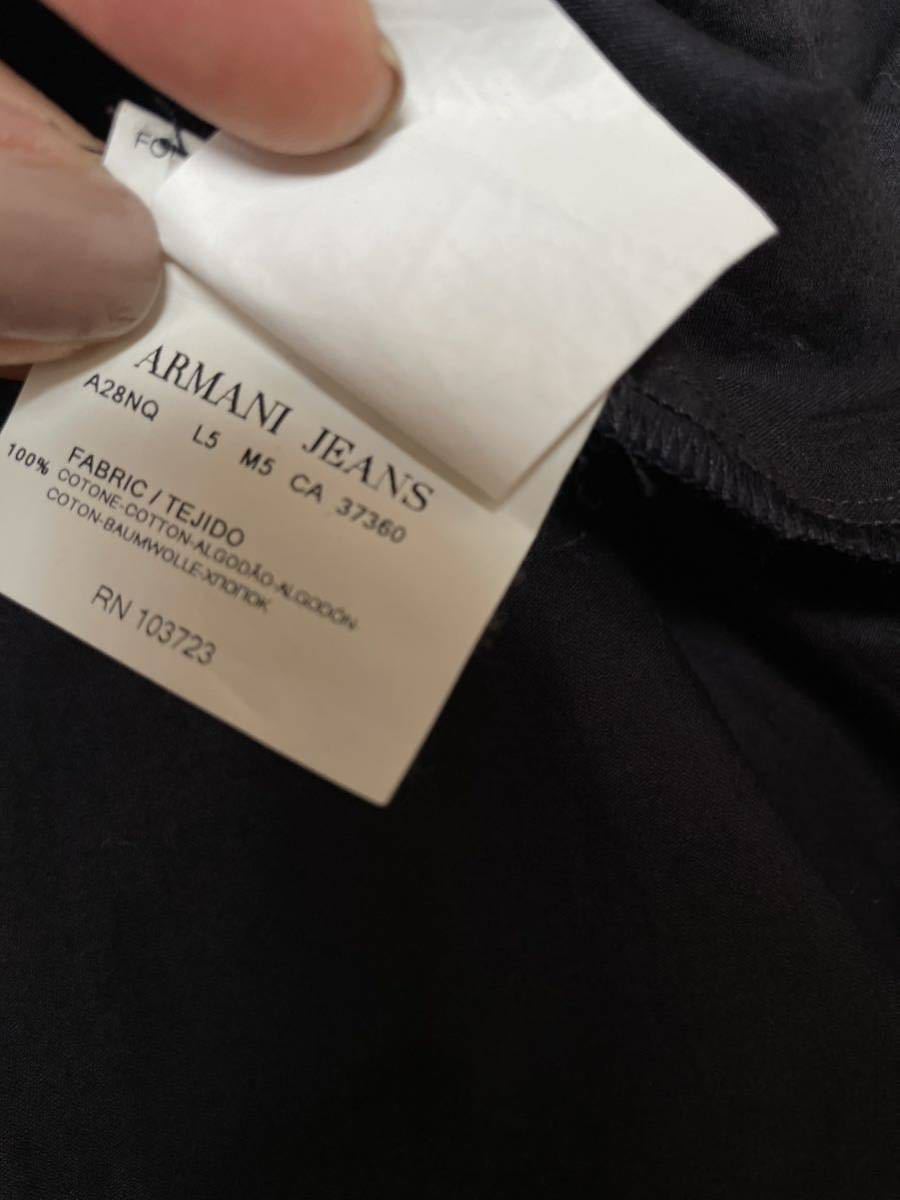 ARMANI JEANS
A28NQ L5 M5 CA 37360
FABRIC / TEJIDO
100% COTONE-COTTON-ALGODÃO-ALGODÓN
COTON-BAUMWOLLE-ХЛОПОК
RN 103723